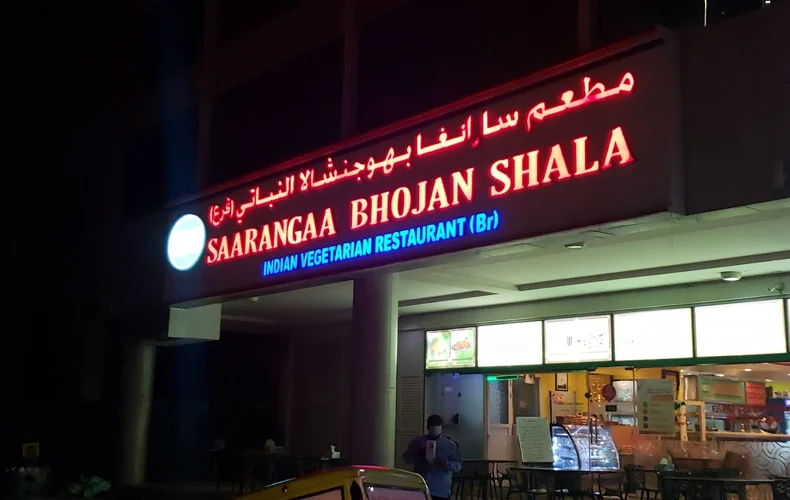 مطعم سارانغا بهوجنشالا النباتي (فرع)
SAARANGAA BHOJAN SHALA
INDIAN VEGETARIAN RESTAURANT (Br)